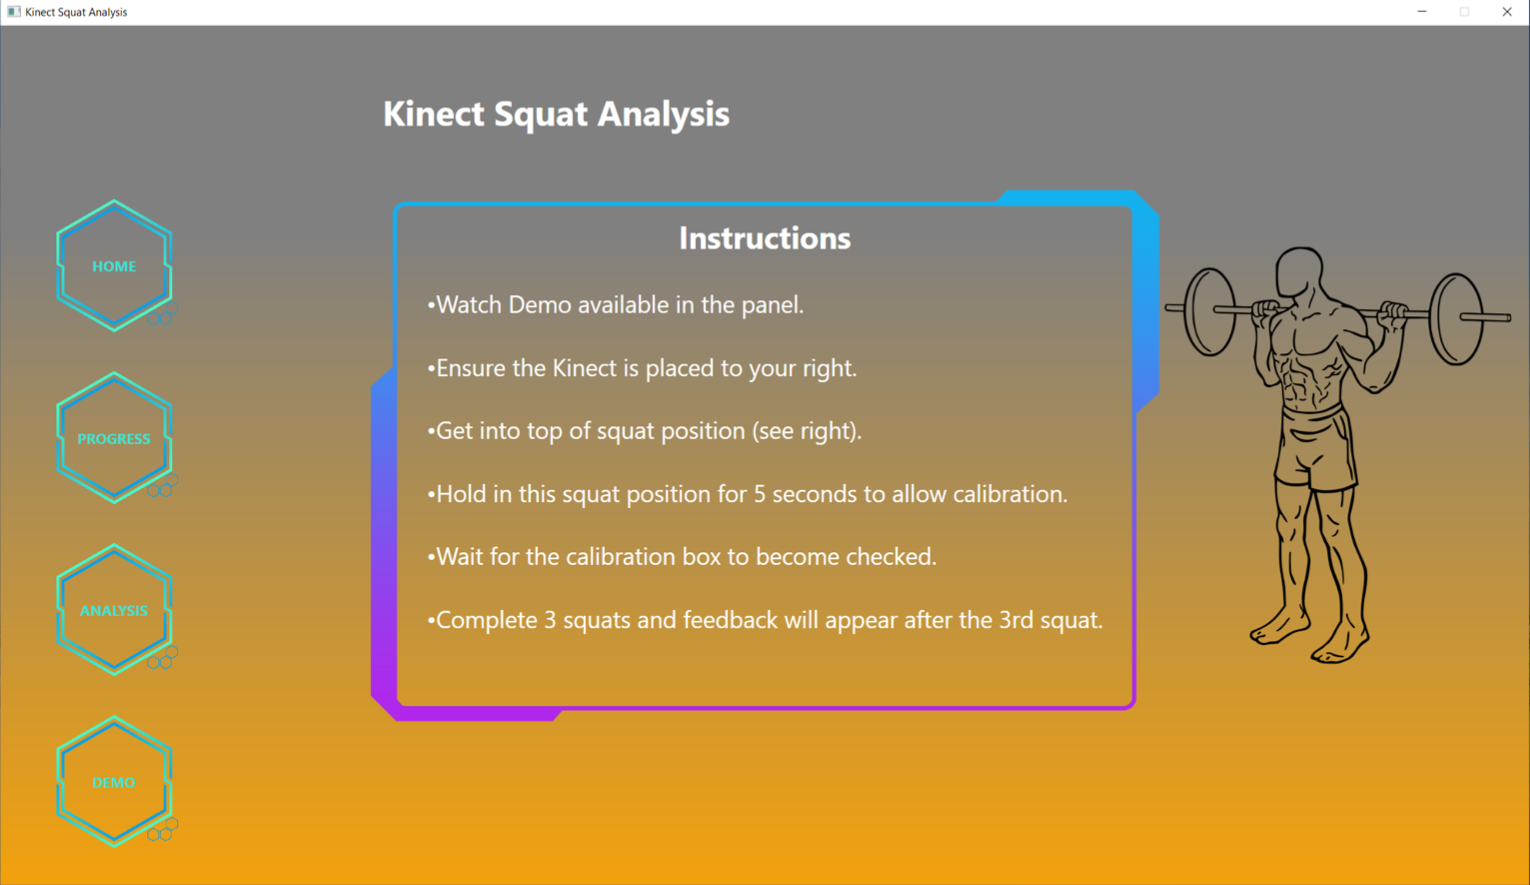 Kinect Squat Analysis
Kinect Squat Analysis
HOME
PROGRESS
ANALYSIS
DEMO
Instructions
•Watch Demo available in the panel.
•Ensure the Kinect is placed to your right.
•Get into top of squat position (see right).
•Hold in this squat position for 5 seconds to allow calibration.
•Wait for the calibration box to become checked.
•Complete 3 squats and feedback will appear after the 3rd squat.